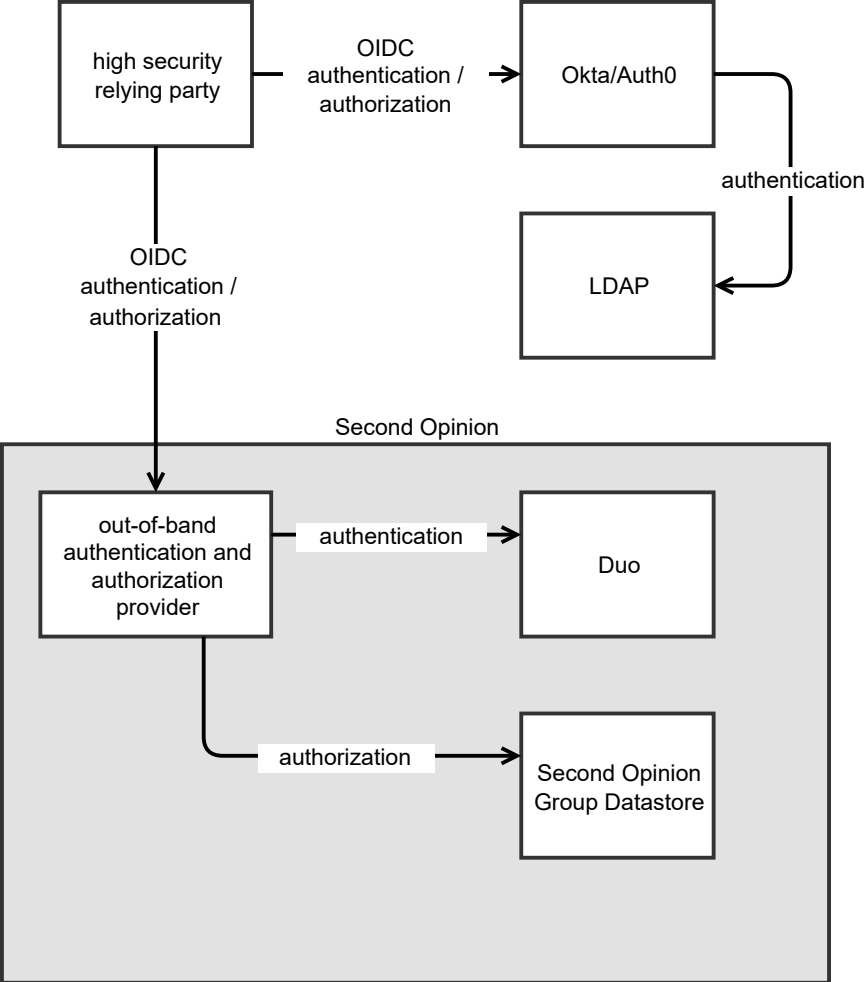 high security
relying party
OIDC
authentication /
authorization
Okta/Auth0
authentication
LDAP
OIDC
authentication /
authorization
Second Opinion
out-of-band
authentication and
authorization
provider
authentication
Duo
authorization
Second Opinion
Group Datastore